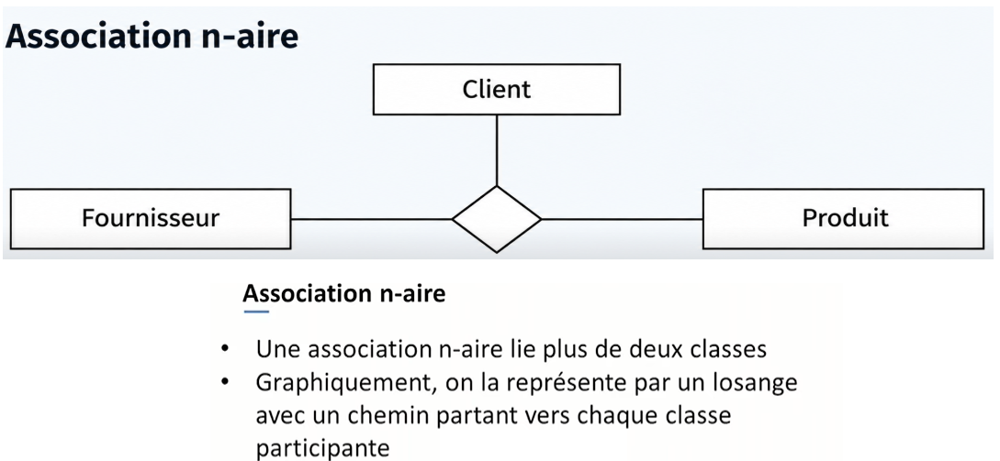 Association n-aire
Client
Fournisseur
Produit
Association n-aire
• Une association n-aire lie plus de deux classes
• Graphiquement, on la représente par un losange
avec un chemin partant vers chaque classe
participante